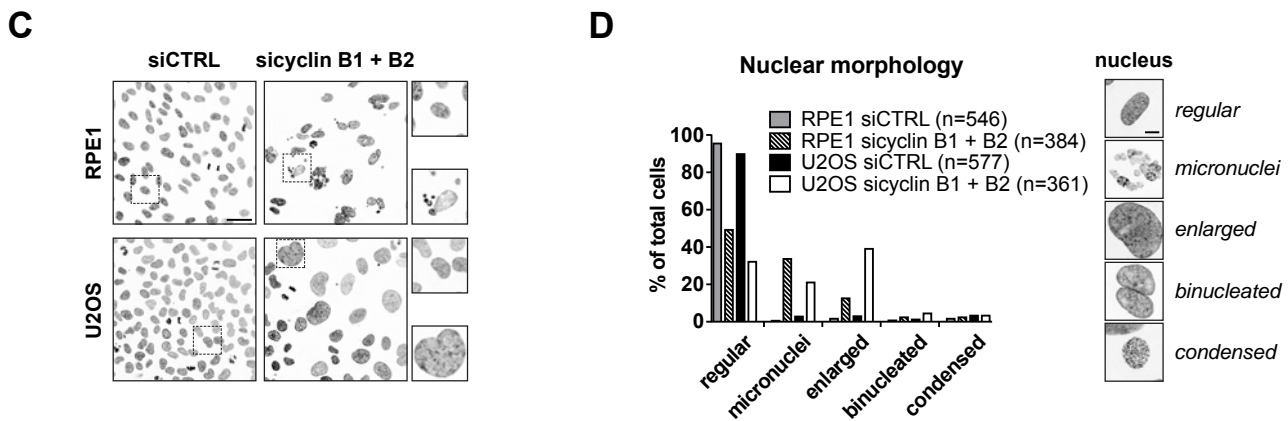 C
siCTRL
sicyclin B1 + B2
RPE1
U2OS
D
Nuclear morphology
RPE1 siCTRL (n=546)
RPE1 sicyclin B1 + B2 (n=384)
U2OS siCTRL (n=577)
U2OS sicyclin B1 + B2 (n=361)
% of total cells
100
80
60
40
20
0
regular
micronuclei
enlarged
binucleated
condensed
nucleus
regular
micronuclei
enlarged
binucleated
condensed